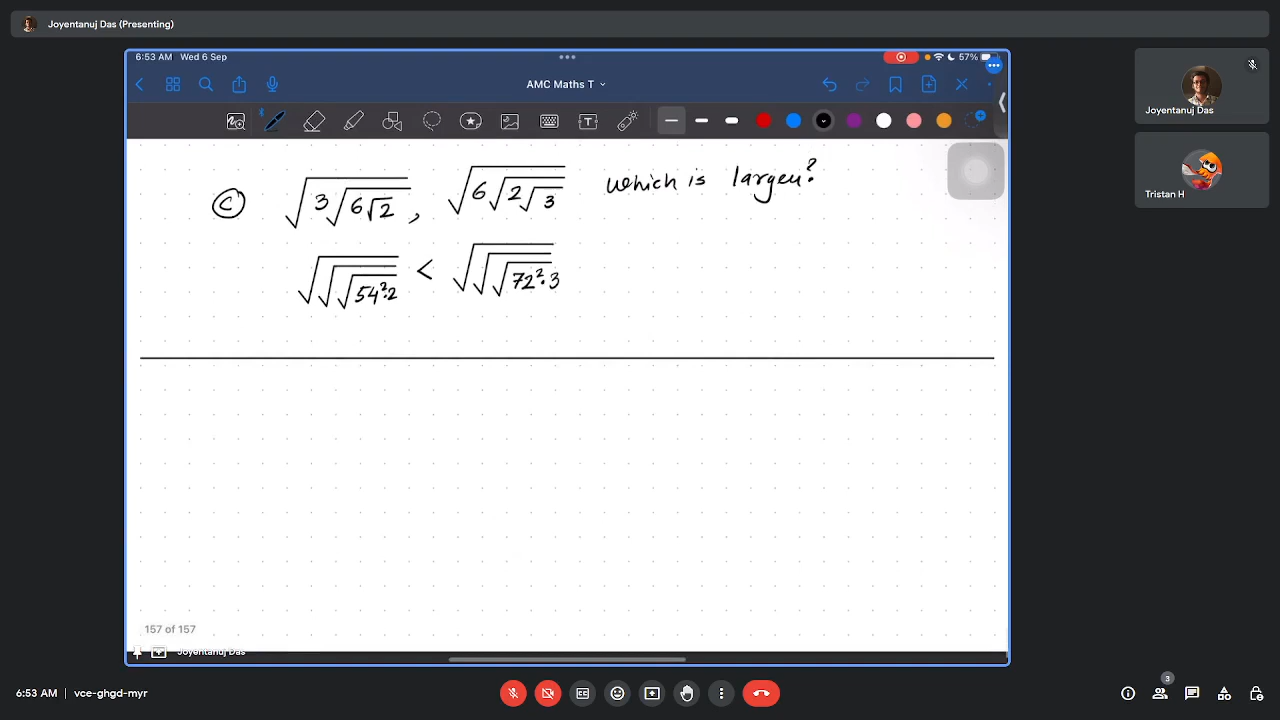 Joyentanuj Das (Presenting)
6:53 AM Wed 6 Sep
57%
AMC Maths T
Joyentanuj Das
Tristan H
© √(3√(6√2)), √(6√(2√3)) which is larger?
√√√(54²·2) < √√√(72²·3)
157 of 157
Joyentanuj Das
6:53 AM | vce-ghgd-myr
3